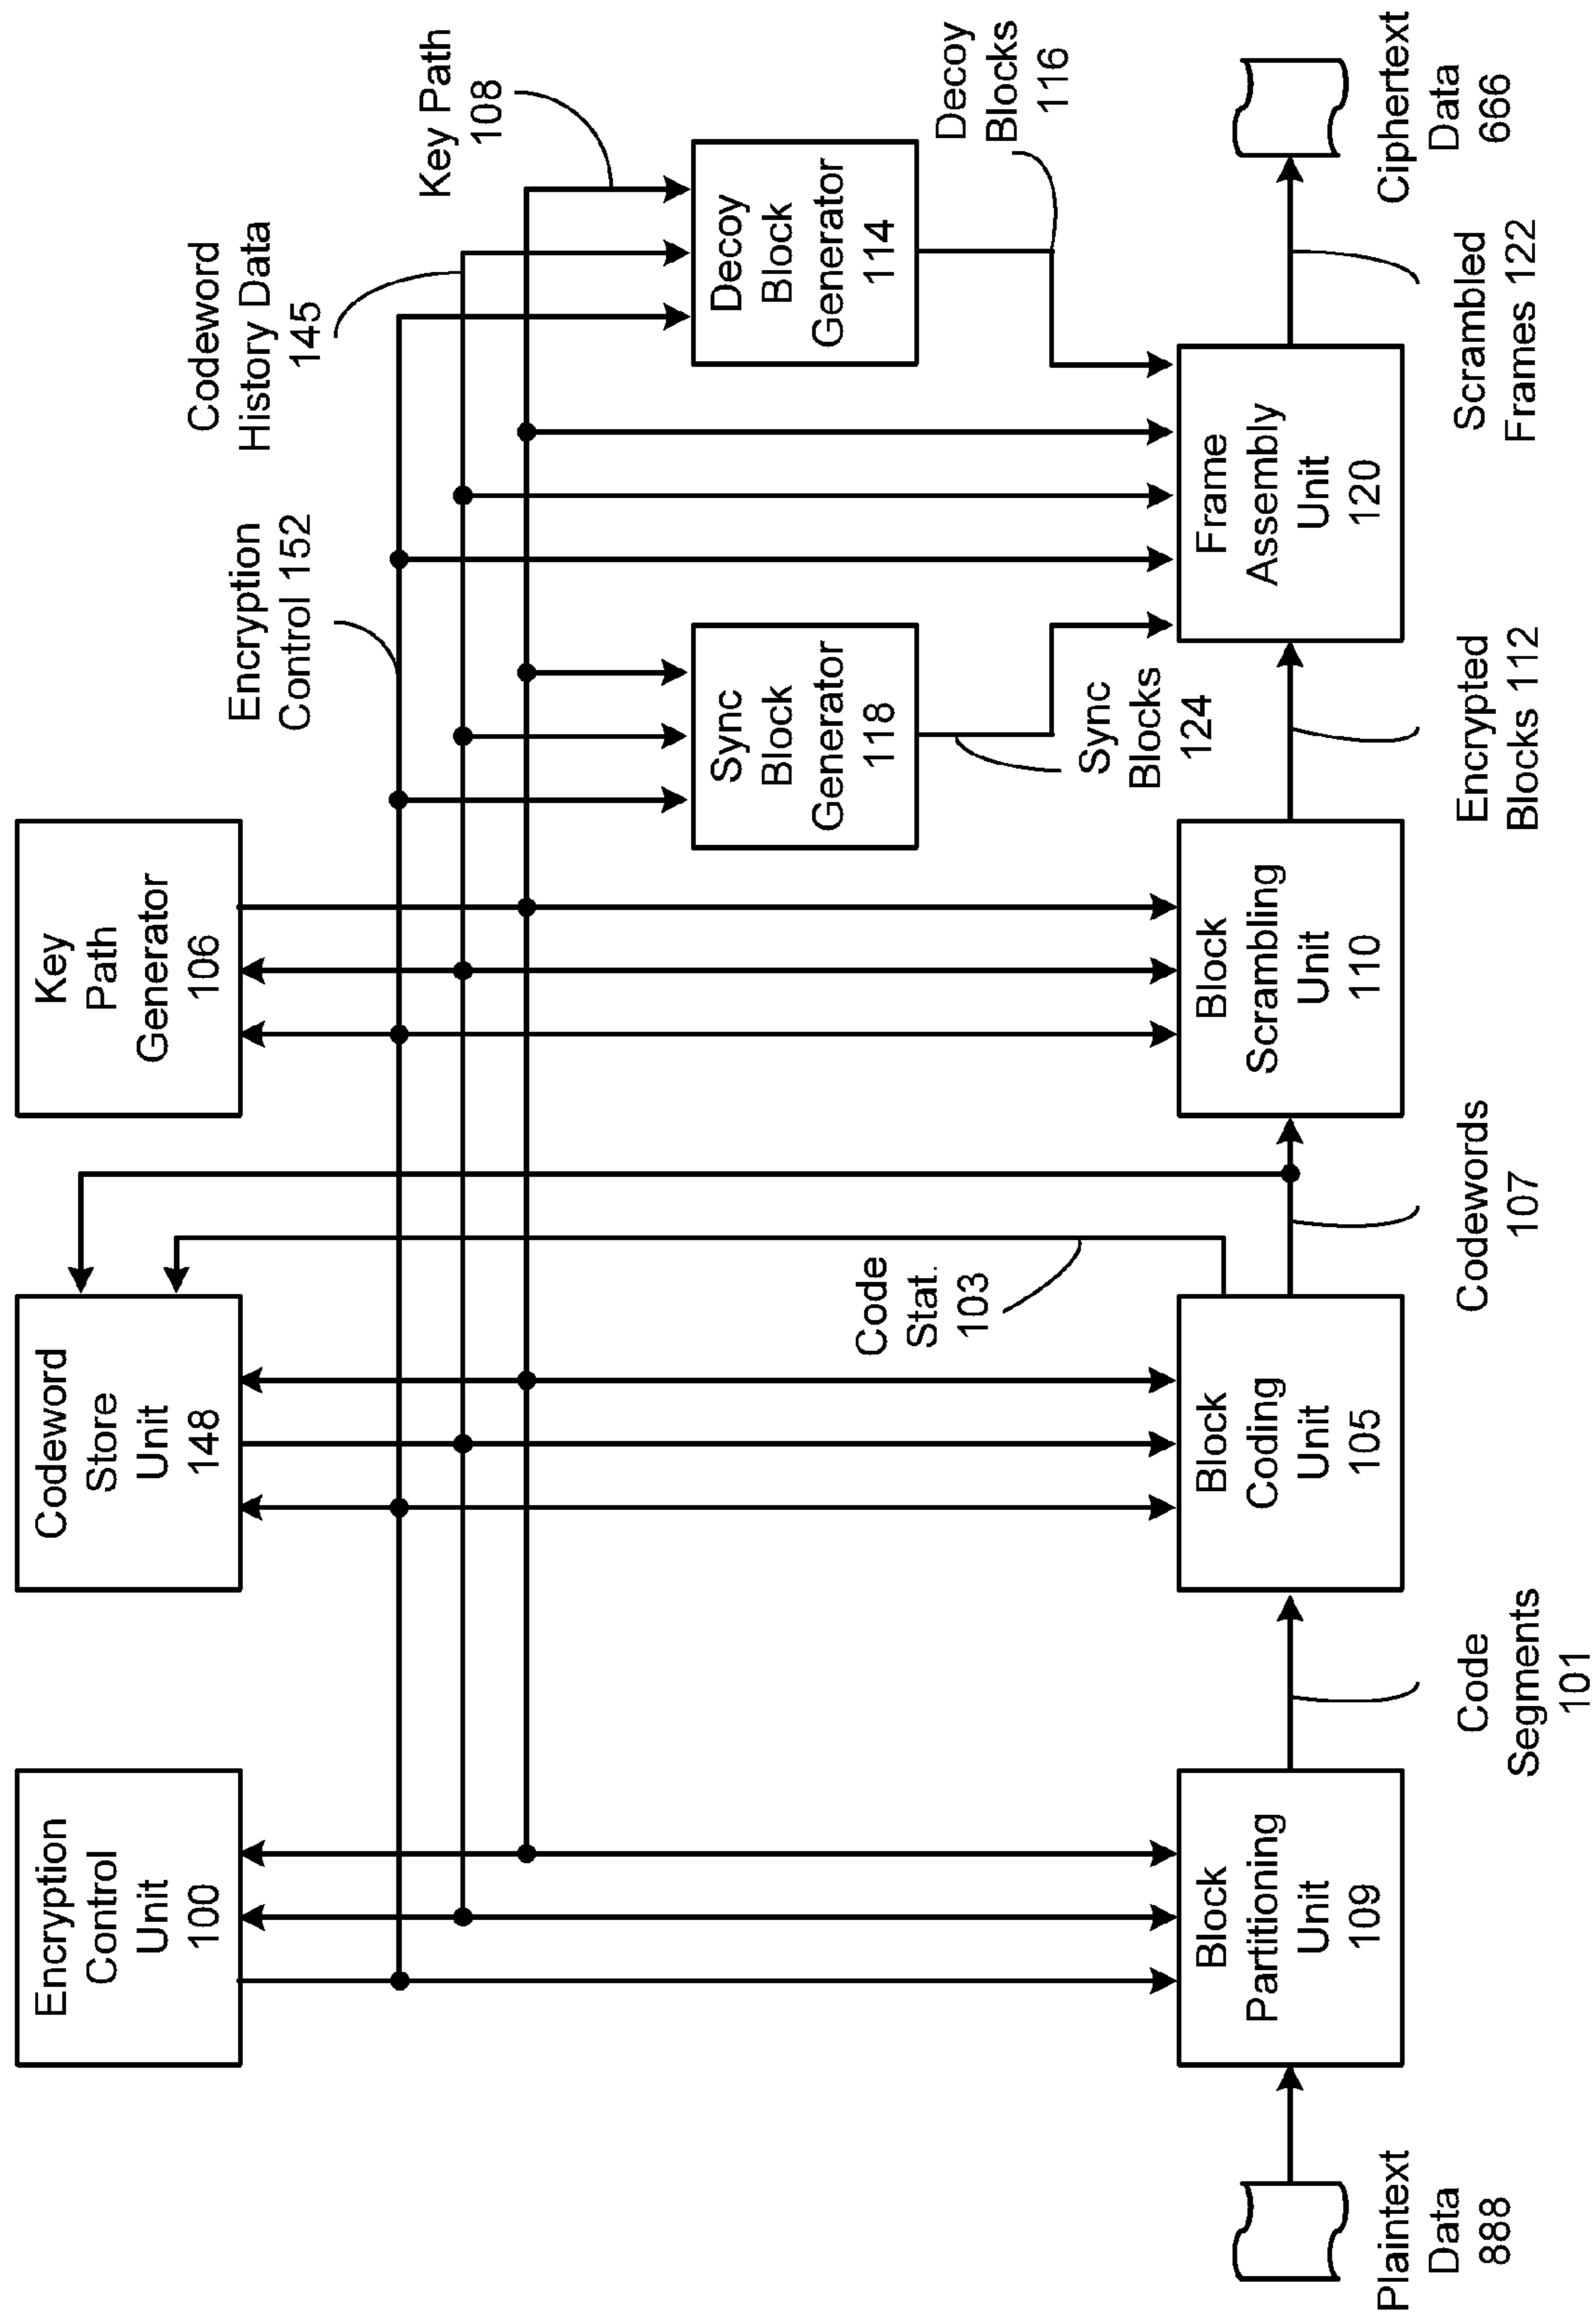 Encryption
Control
Unit
100
Codeword
Store
Unit
148
Key
Path
Generator
106
Encryption
Control 152
Codeword
History Data
145
Key Path
108
Sync
Block
Generator
118
Decoy
Block
Generator
114
Code
Stat.
103
Sync
Blocks
124
Decoy
Blocks
116
Block
Partitioning
Unit
109
Block
Coding
Unit
105
Block
Scrambling
Unit
110
Frame
Assembly
Unit
120
Plaintext
Data
888
Code
Segments
101
Codewords
107
Encrypted
Blocks 112
Scrambled
Frames 122
Ciphertext
Data
666